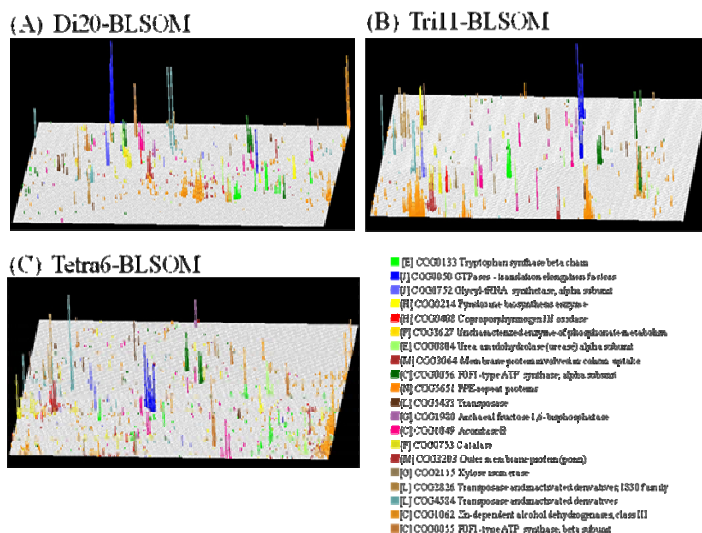 (A) Di20-BLSOM
(B) Tri11-BLSOM
(C) Tetra6-BLSOM
[E] COG0133 Tryptophan synthase beta chain
[J] COG0050 GTPases - translation elongation factors
[J] COG0752 Glycyl-tRNA synthetase, alpha subunit
[H] COG0214 Pyridoxine biosynthesis enzyme
[H] COG0408 Coproporphyrinogen III oxidase
[P] COG3627 Uncharacterized enzyme of phosphonate metabolism
[E] COG0804 Urea amidohydrolase (urease) alpha subunit
[M] COG3064 Membrane protein involved in colicin uptake
[C] COG0056 F0F1-type ATP synthase, alpha subunit
[N] COG5651 PPE-repeat proteins
[L] COG5433 Transposase
[G] COG1980 Archaeal fructose 1,6-bisphosphatase
[C] COG1049 Aconitase B
[P] COG0753 Catalase
[M] COG3203 Outer membrane protein (porin)
[G] COG2115 Xylose isomerase
[L] COG2826 Transposase and inactivated derivatives, IS30 family
[L] COG4584 Transposase and inactivated derivatives
[C] COG1062 Zn-dependent alcohol dehydrogenases, class III
[C] COG0055 F0F1-type ATP synthase, beta subunit